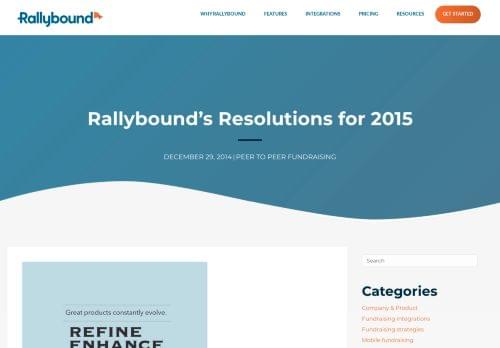 Rallybound
WHY RALLYBOUND
FEATURES
INTEGRATIONS
PRICING
RESOURCES
GET STARTED
Rallybound's Resolutions for 2015
DECEMBER 29, 2014 | PEER TO PEER FUNDRAISING
Great products constantly evolve.
REFINE
ENHANCE
Search
Categories
Company & Product
Fundraising integrations
Fundraising strategies
Mobile fundraising